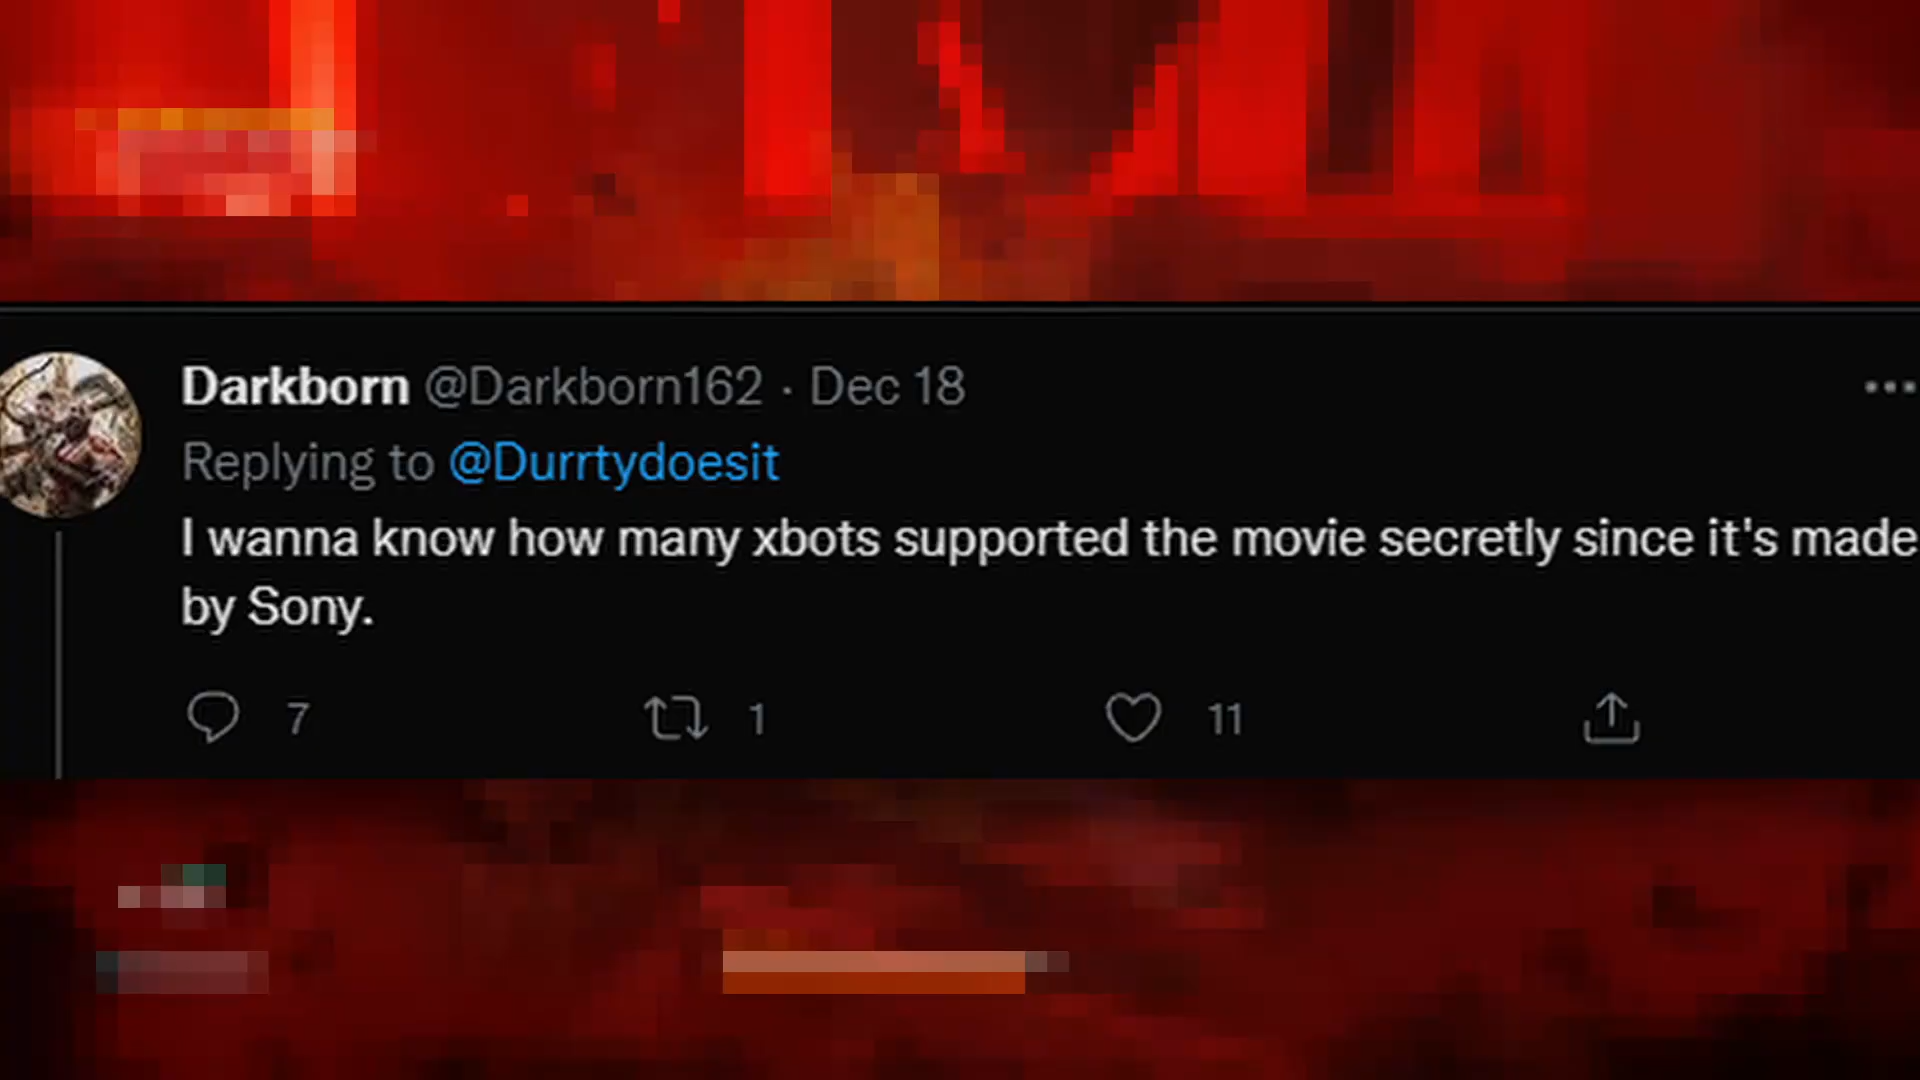 Darkborn @Darkborn162 · Dec 18
Replying to @Durrtydoesit
I wanna know how many xbots supported the movie secretly since it's made
by Sony.
7 1 11